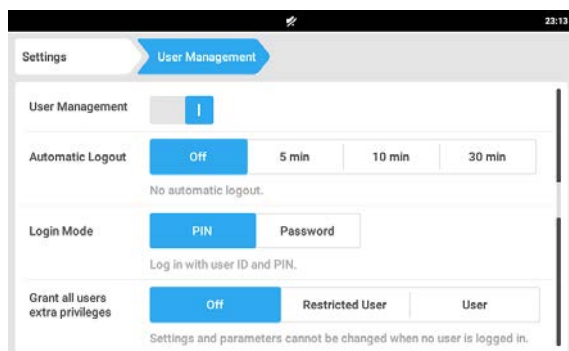 23:13
Settings
User Management
User Management
Automatic Logout
Off
5 min
10 min
30 min
No automatic logout.
Login Mode
PIN
Password
Log in with user ID and PIN.
Grant all users
extra privileges
Off
Restricted User
User
Settings and parameters cannot be changed when no user is logged in.